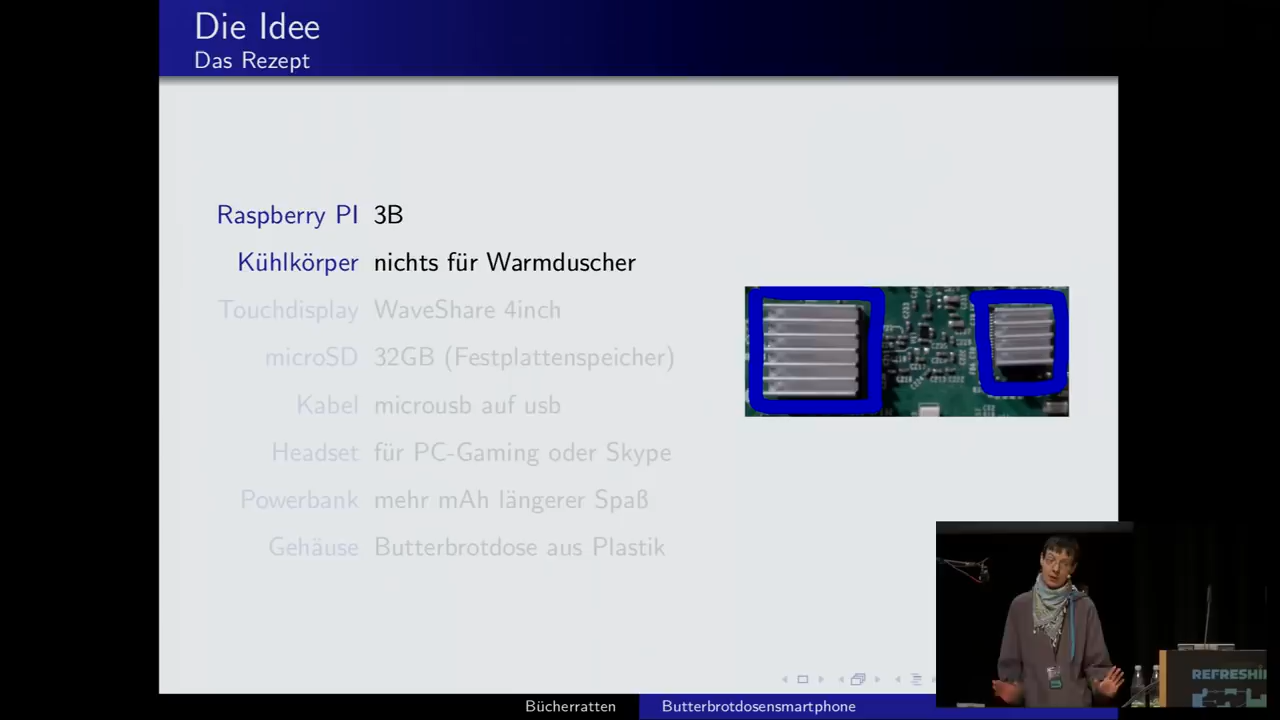 Die Idee
Das Rezept
Raspberry PI 3B
Kühlkörper nichts für Warmduscher
Touchdisplay WaveShare 4inch
microSD 32GB (Festplattenspeicher)
Kabel microusb auf usb
Headset für PC-Gaming oder Skype
Powerbank mehr mAh längerer Spaß
Gehäuse Butterbrotdose aus Plastik
Bücherratten
Butterbrotdosensmartphone